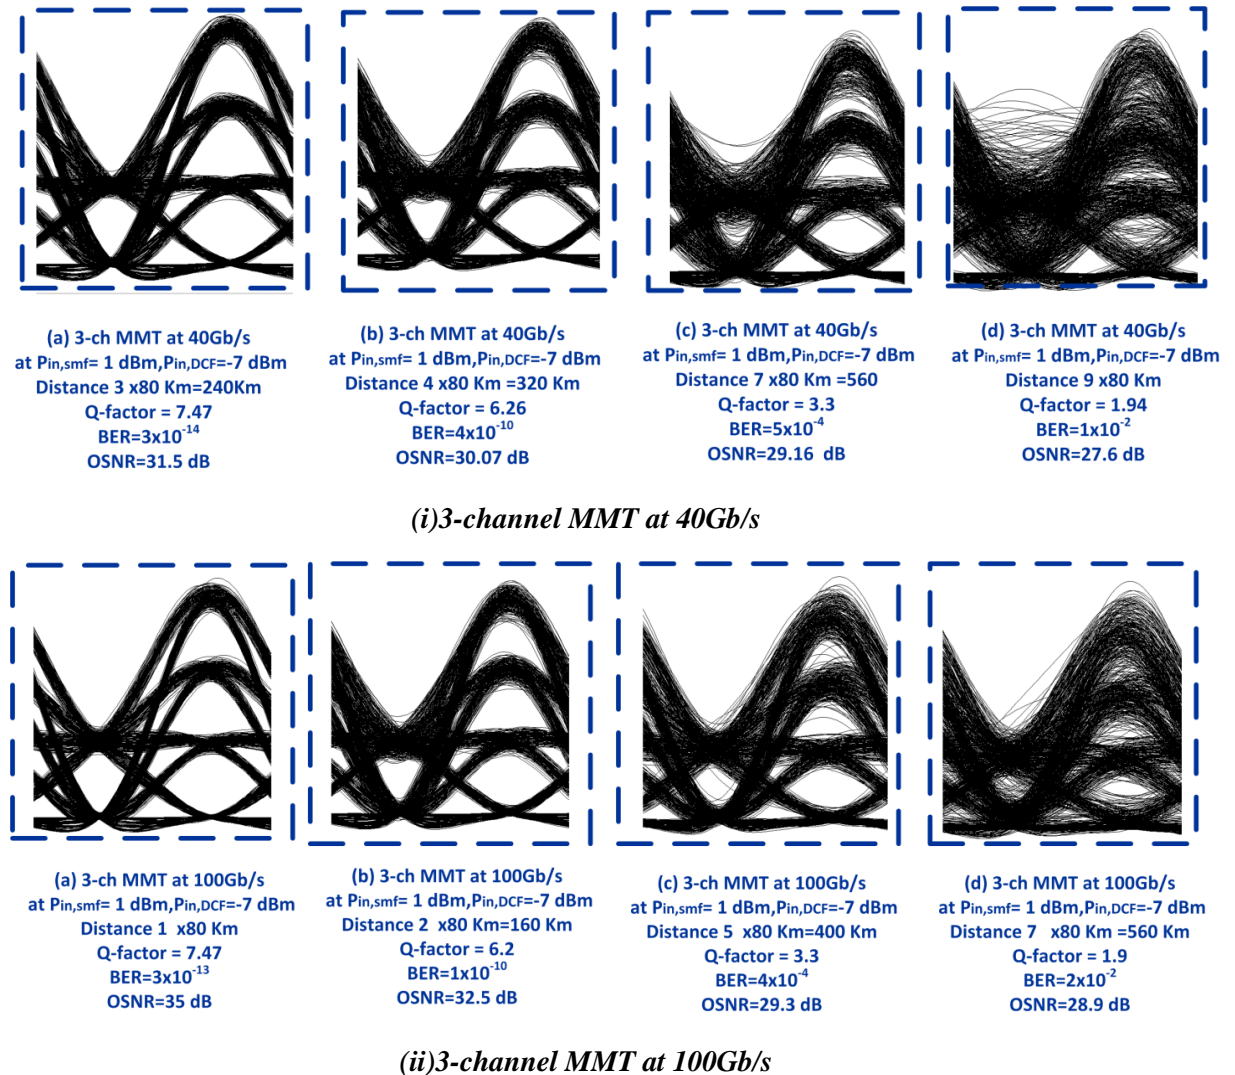 (a) 3-ch MMT at 40Gb/s
at Pin,smf= 1 dBm,Pin,DCF=-7 dBm
Distance 3 x80 Km=240Km
Q-factor = 7.47
BER=3x10-14
OSNR=31.5 dB
(b) 3-ch MMT at 40Gb/s
at Pin,smf= 1 dBm,Pin,DCF=-7 dBm
Distance 4 x80 Km =320 Km
Q-factor = 6.26
BER=4x10-10
OSNR=30.07 dB
(c) 3-ch MMT at 40Gb/s
at Pin,smf= 1 dBm,Pin,DCF=-7 dBm
Distance 7 x80 Km =560
Q-factor = 3.3
BER=5x10-4
OSNR=29.16 dB
(d) 3-ch MMT at 40Gb/s
at Pin,smf= 1 dBm,Pin,DCF=-7 dBm
Distance 9 x80 Km
Q-factor = 1.94
BER=1x10-2
OSNR=27.6 dB
(i)3-channel MMT at 40Gb/s
(a) 3-ch MMT at 100Gb/s
at Pin,smf= 1 dBm,Pin,DCF=-7 dBm
Distance 1 x80 Km
Q-factor = 7.47
BER=3x10-13
OSNR=35 dB
(b) 3-ch MMT at 100Gb/s
at Pin,smf= 1 dBm,Pin,DCF=-7 dBm
Distance 2 x80 Km=160 Km
Q-factor = 6.2
BER=1x10-10
OSNR=32.5 dB
(c) 3-ch MMT at 100Gb/s
at Pin,smf= 1 dBm,Pin,DCF=-7 dBm
Distance 5 x80 Km=400 Km
Q-factor = 3.3
BER=4x10-4
OSNR=29.3 dB
(d) 3-ch MMT at 100Gb/s
at Pin,smf= 1 dBm,Pin,DCF=-7 dBm
Distance 7 x80 Km =560 Km
Q-factor = 1.9
BER=2x10-2
OSNR=28.9 dB
(ii)3-channel MMT at 100Gb/s